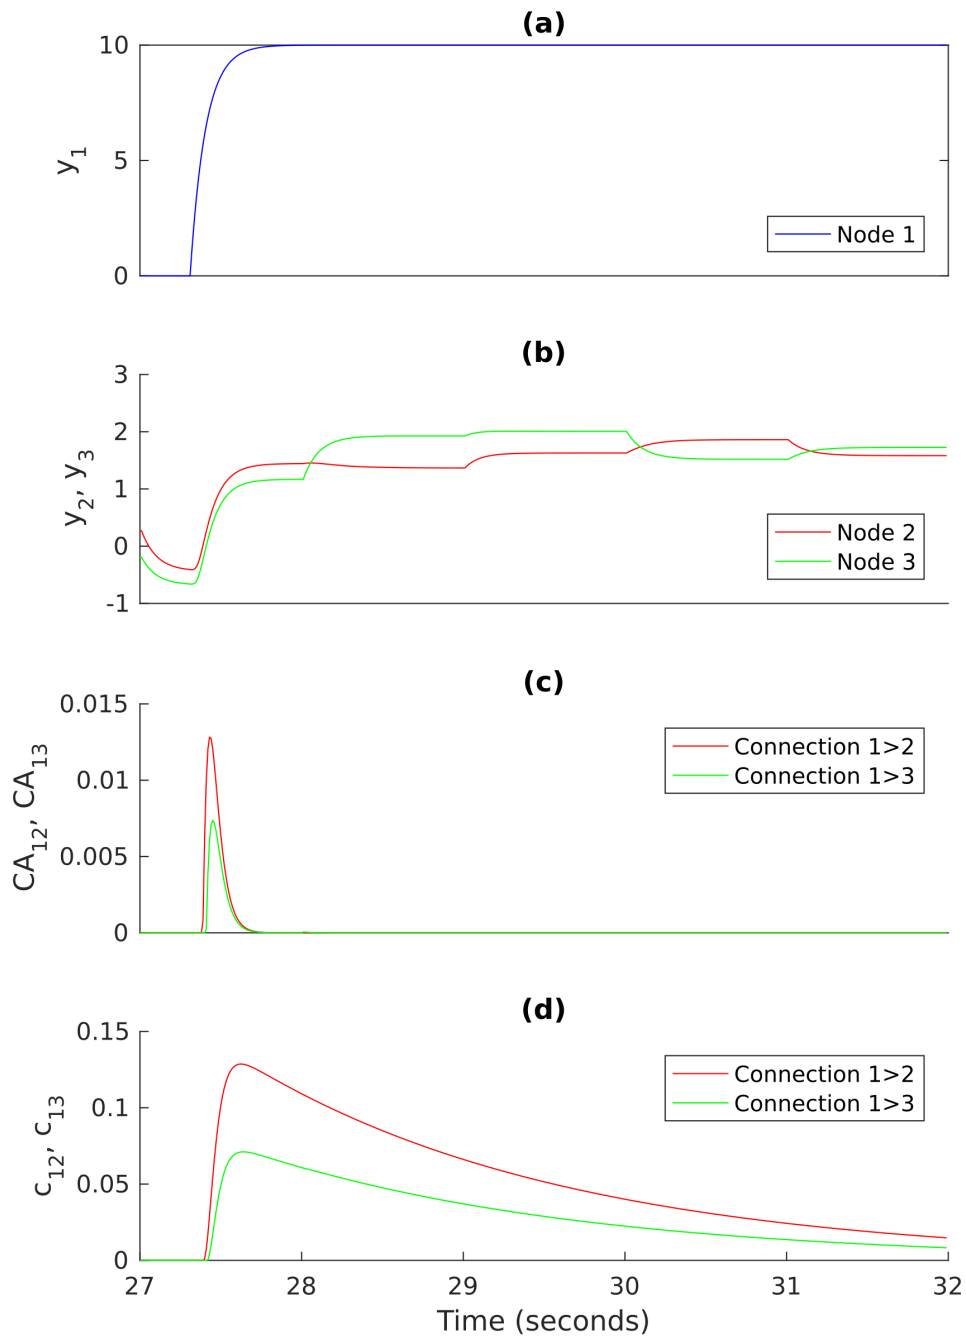 (a)
10
5
0
y1
Node 1
(b)
3
2
1
0
-1
y2, y3
Node 2
Node 3
(c)
0.015
0.01
0.005
0
CA12, CA13
Connection 1>2
Connection 1>3
(d)
0.15
0.1
0.05
0
c12, c13
Connection 1>2
Connection 1>3
27 28 29 30 31 32
Time (seconds)